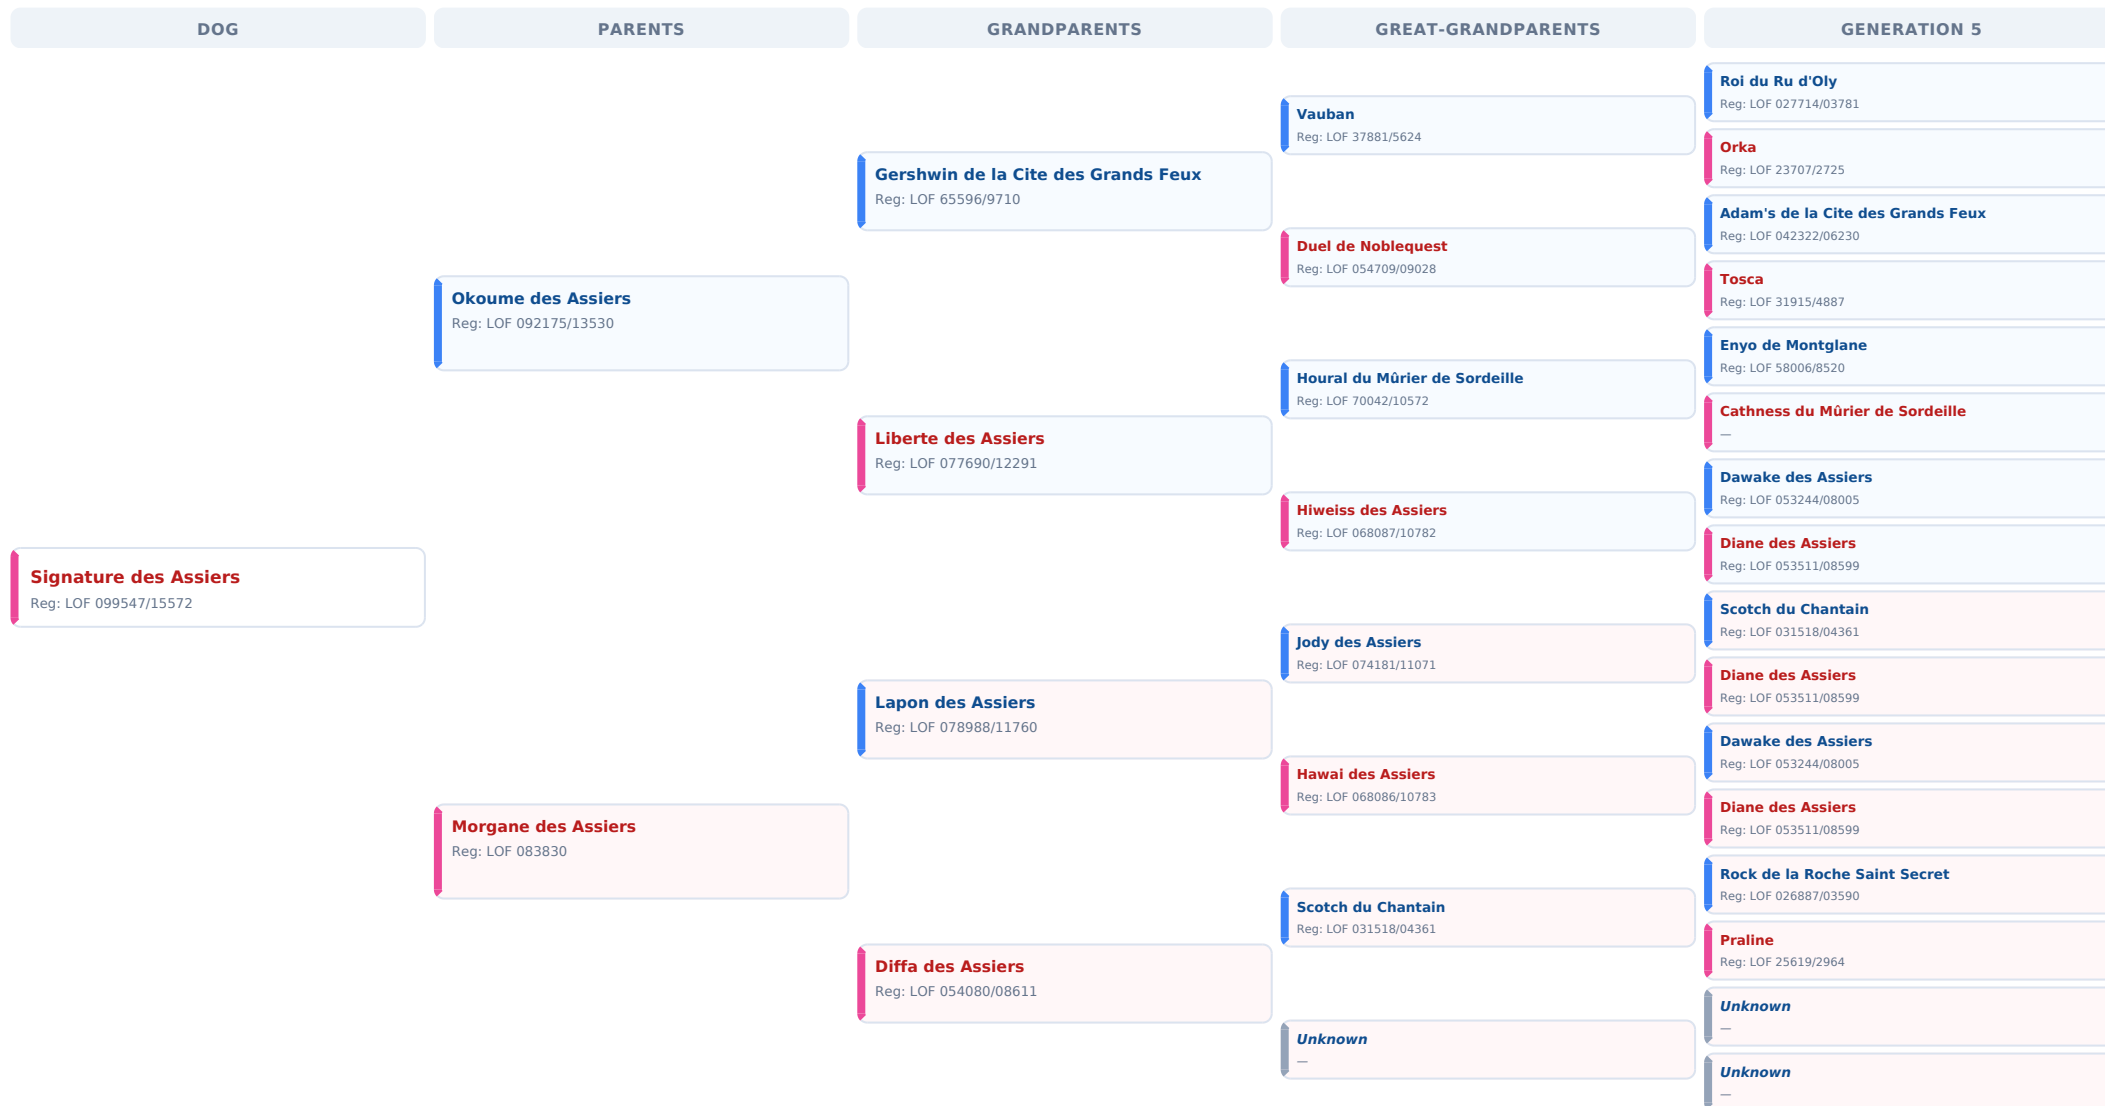 DOG
PARENTS
GRANDPARENTS
GREAT-GRANDPARENTS
GENERATION 5
Signature des Assiers
Reg: LOF 099547/15572
Okoume des Assiers
Reg: LOF 092175/13530
Morgane des Assiers
Reg: LOF 083830
Gershwin de la Cite des Grands Feux
Reg: LOF 65596/9710
Liberte des Assiers
Reg: LOF 077690/12291
Lapon des Assiers
Reg: LOF 078988/11760
Diffa des Assiers
Reg: LOF 054080/08611
Vauban
Reg: LOF 37881/5624
Duel de Noblequest
Reg: LOF 054709/09028
Houral du Mûrier de Sordeille
Reg: LOF 70042/10572
Hiweiss des Assiers
Reg: LOF 068087/10782
Jody des Assiers
Reg: LOF 074181/11071
Hawai des Assiers
Reg: LOF 068086/10783
Scotch du Chantain
Reg: LOF 031518/04361
Unknown
—
Roi du Ru d'Oly
Reg: LOF 027714/03781
Orka
Reg: LOF 23707/2725
Adam's de la Cite des Grands Feux
Reg: LOF 042322/06230
Tosca
Reg: LOF 31915/4887
Enyo de Montglane
Reg: LOF 58006/8520
Cathness du Mûrier de Sordeille
—
Dawake des Assiers
Reg: LOF 053244/08005
Diane des Assiers
Reg: LOF 053511/08599
Scotch du Chantain
Reg: LOF 031518/04361
Diane des Assiers
Reg: LOF 053511/08599
Dawake des Assiers
Reg: LOF 053244/08005
Diane des Assiers
Reg: LOF 053511/08599
Rock de la Roche Saint Secret
Reg: LOF 026887/03590
Praline
Reg: LOF 25619/2964
Unknown
—
Unknown
—